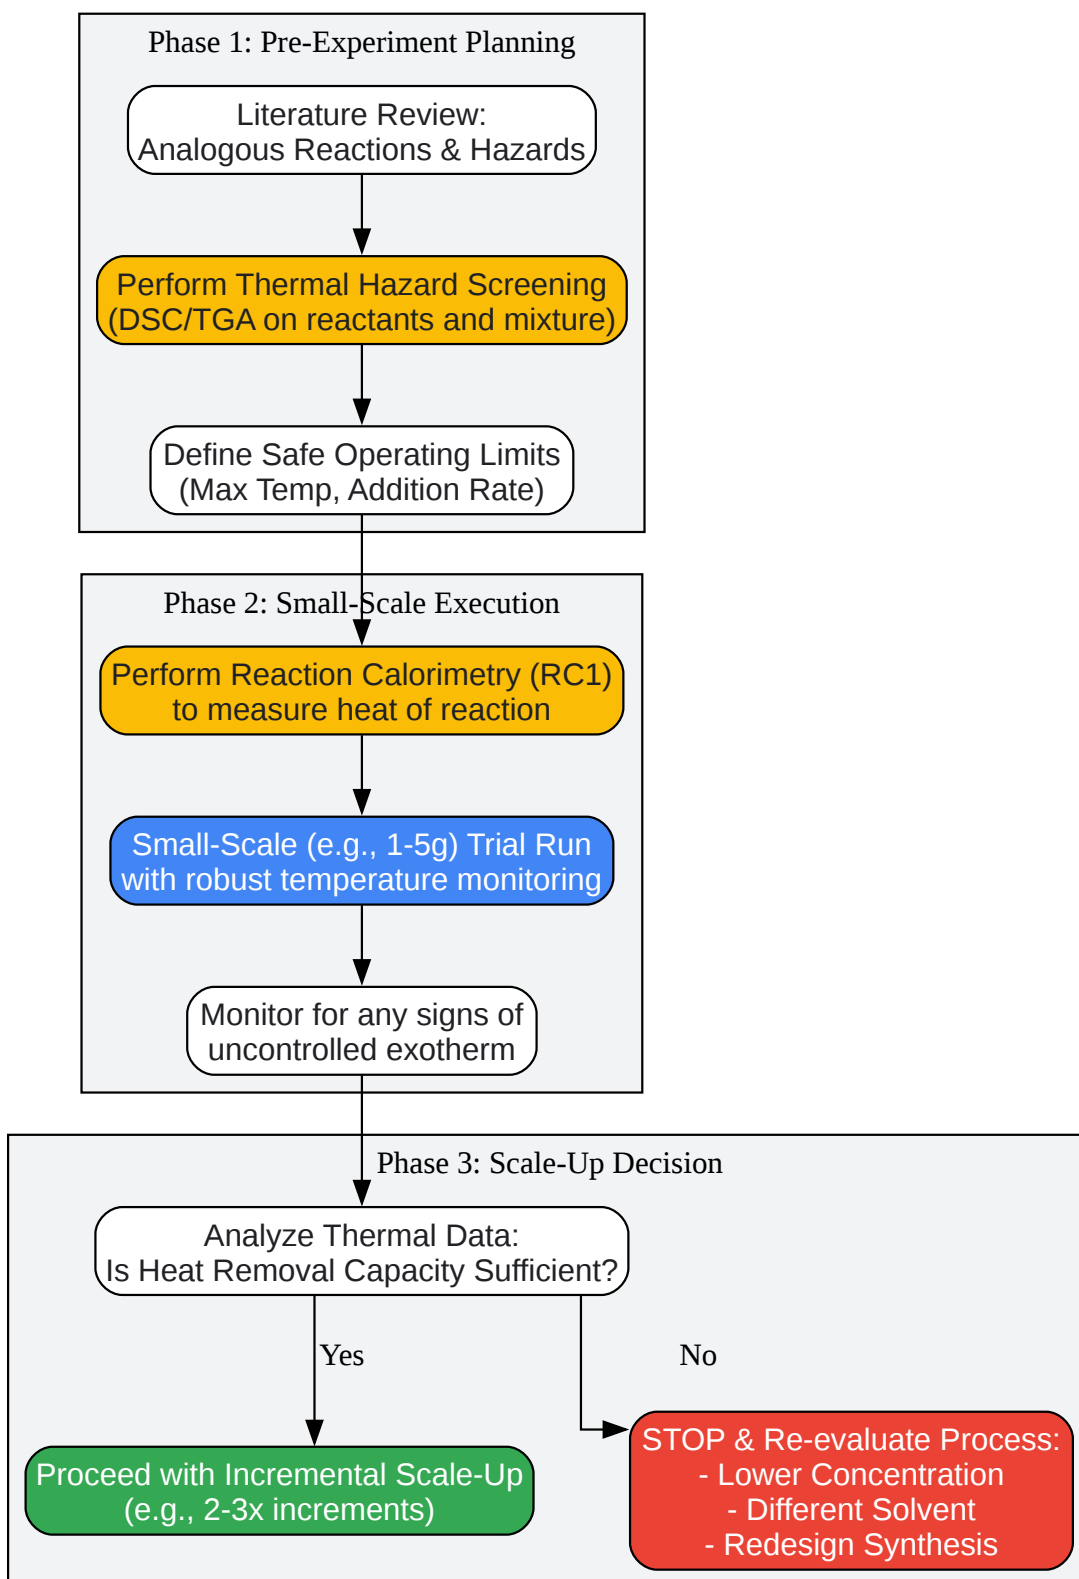 Phase 1: Pre-Experiment Planning
Literature Review:
Analogous Reactions & Hazards
Perform Thermal Hazard Screening
(DSC/TGA on reactants and mixture)
Define Safe Operating Limits
(Max Temp, Addition Rate)
Phase 2: Small-Scale Execution
Perform Reaction Calorimetry (RC1)
to measure heat of reaction
Small-Scale (e.g., 1-5g) Trial Run
with robust temperature monitoring
Monitor for any signs of
uncontrolled exotherm
Phase 3: Scale-Up Decision
Analyze Thermal Data:
Is Heat Removal Capacity Sufficient?
Yes
No
Proceed with Incremental Scale-Up
(e.g., 2-3x increments)
STOP & Re-evaluate Process:
- Lower Concentration
- Different Solvent
- Redesign Synthesis